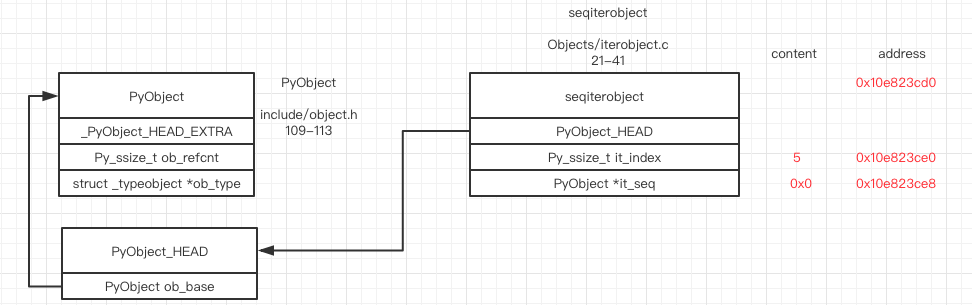 seqiterobject
Objects/iterobject.c
21-41
content
address
PyObject
include/object.h
109-113
0x10e823cd0
PyObject
_PyObject_HEAD_EXTRA
Py_ssize_t ob_refcnt
struct _typeobject *ob_type
seqiterobject
PyObject_HEAD
Py_ssize_t it_index
5
0x10e823ce0
PyObject *it_seq
0x0
0x10e823ce8
PyObject_HEAD
PyObject ob_base